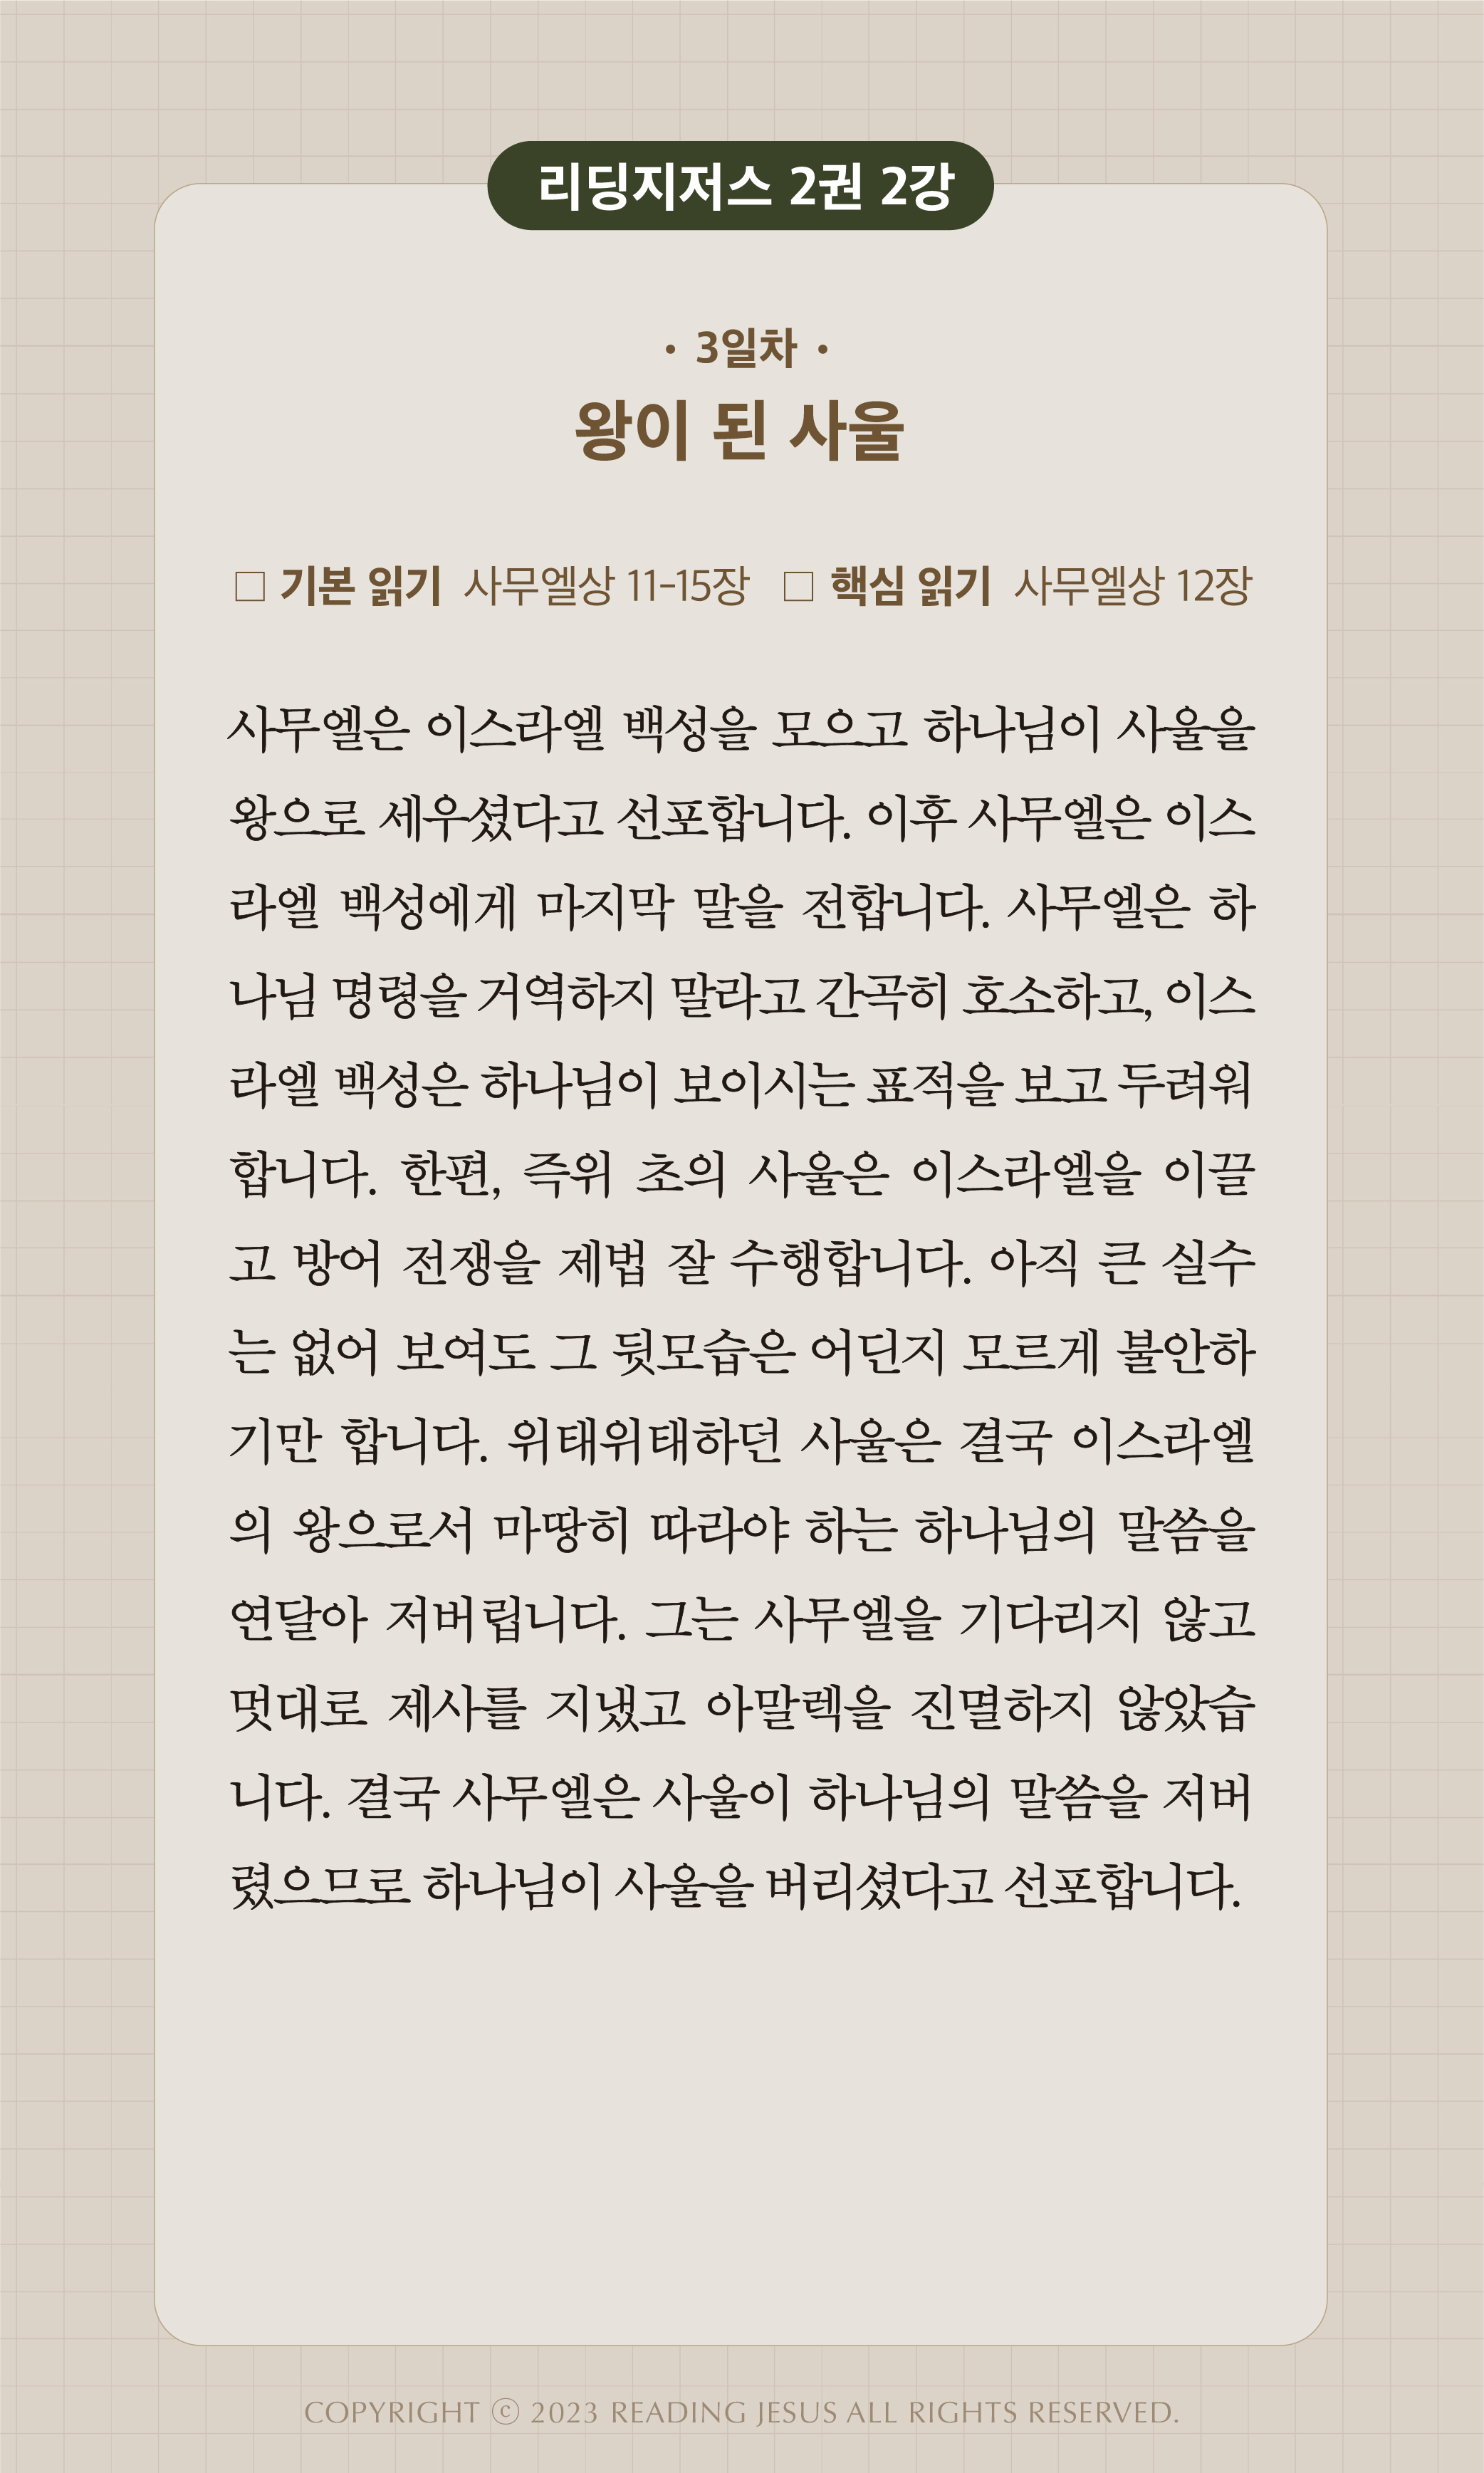 리딩지저스 2권 2강
· 3일차 ·
왕이 된 사울
□ 기본 읽기 사무엘상 11-15장 □ 핵심 읽기 사무엘상 12장
사무엘은 이스라엘 백성을 모으고 하나님이 사울을
왕으로 세우셨다고 선포합니다. 이후 사무엘은 이스
라엘 백성에게 마지막 말을 전합니다. 사무엘은 하
나님 명령을 거역하지 말라고 간곡히 호소하고, 이스
라엘 백성은 하나님이 보이시는 표적을 보고 두려워
합니다. 한편, 즉위 초의 사울은 이스라엘을 이끌
고 방어 전쟁을 제법 잘 수행합니다. 아직 큰 실수
는 없어 보여도 그 뒷모습은 어딘지 모르게 불안하
기만 합니다. 위태위태하던 사울은 결국 이스라엘
의 왕으로서 마땅히 따라야 하는 하나님의 말씀을
연달아 저버립니다. 그는 사무엘을 기다리지 않고
멋대로 제사를 지냈고 아말렉을 진멸하지 않았습
니다. 결국 사무엘은 사울이 하나님의 말씀을 저버
렸으므로 하나님이 사울을 버리셨다고 선포합니다.
COPYRIGHT ⓒ 2023 READING JESUS ALL RIGHTS RESERVED.